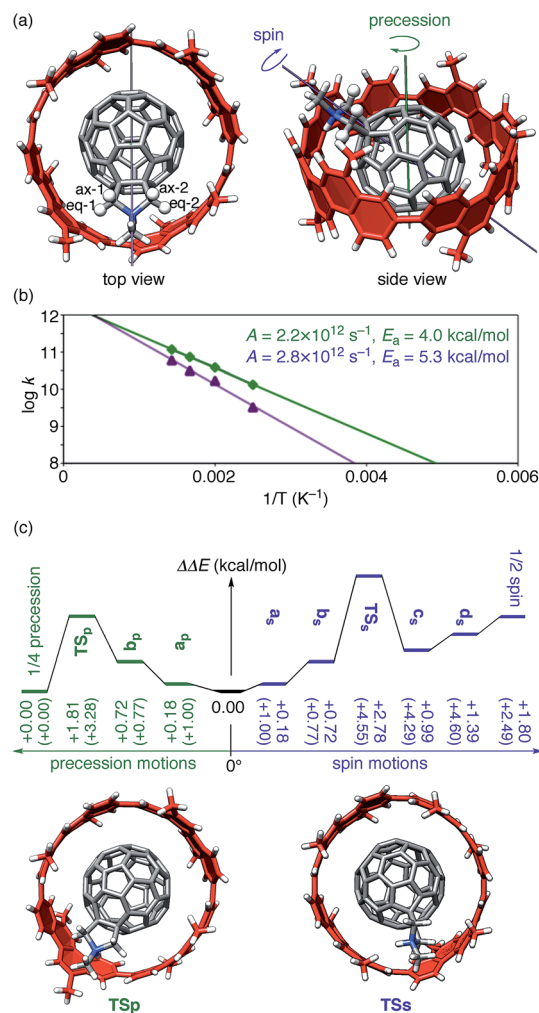 (a)
precession
spin
ax-1
ax-2
eq-1
eq-2
top view
side view
(b)
12
11
10
9
8
log k
A = 2.2×10¹² s⁻¹, Eₐ = 4.0 kcal/mol
A = 2.8×10¹² s⁻¹, Eₐ = 5.3 kcal/mol
0
0.002
0.004
0.006
1/T (K⁻¹)
(c)
ΔΔE (kcal/mol)
1/4 precession
TSp
bp
ap
as
bs
TSs
cs
ds
1/2 spin
+0.00
(+0.00)
+1.81
(+3.28)
+0.72
(+0.77)
+0.18
(+1.00)
0.00
+0.18
(+1.00)
+0.72
(+0.77)
+2.78
(+4.55)
+0.99
(+4.29)
+1.39
(+4.60)
+1.80
(+2.49)
precession motions
0°
spin motions
TSp
TSs